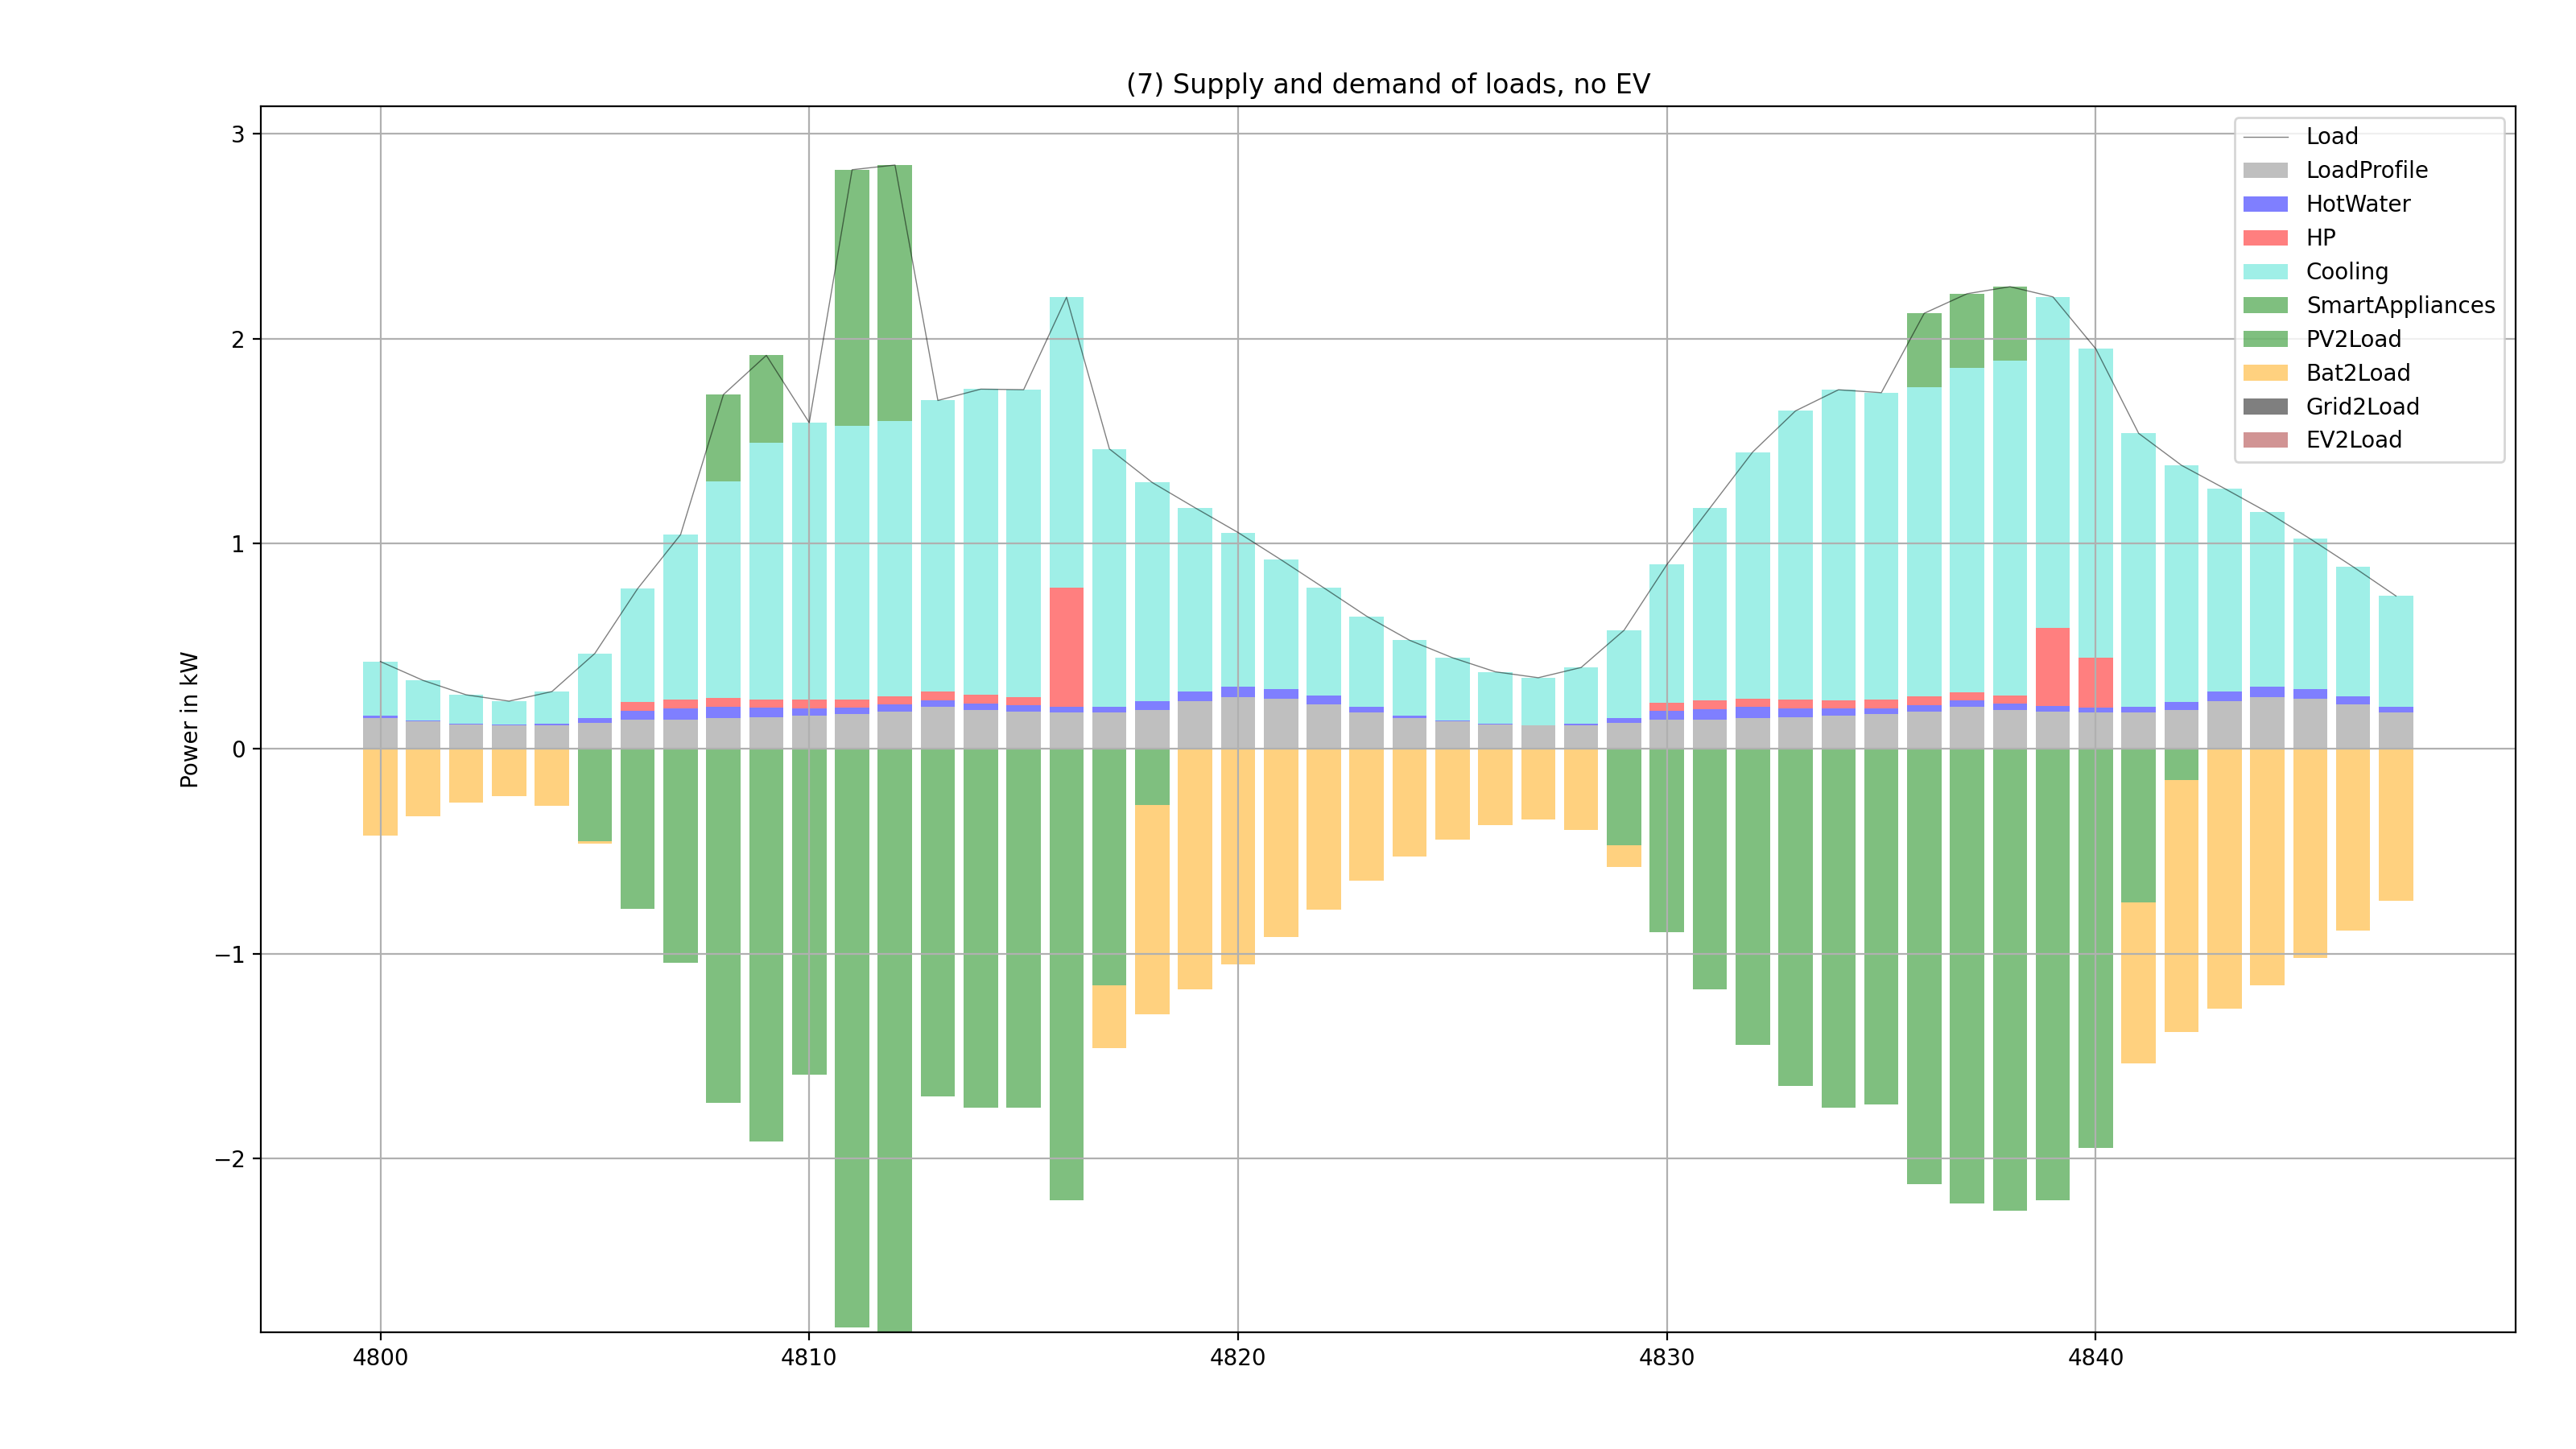 (7) Supply and demand of loads, no EV
Power in kW
3
2
1
0
−1
−2
4800
4810
4820
4830
4840
Load
LoadProfile
HotWater
HP
Cooling
SmartAppliances
PV2Load
Bat2Load
Grid2Load
EV2Load